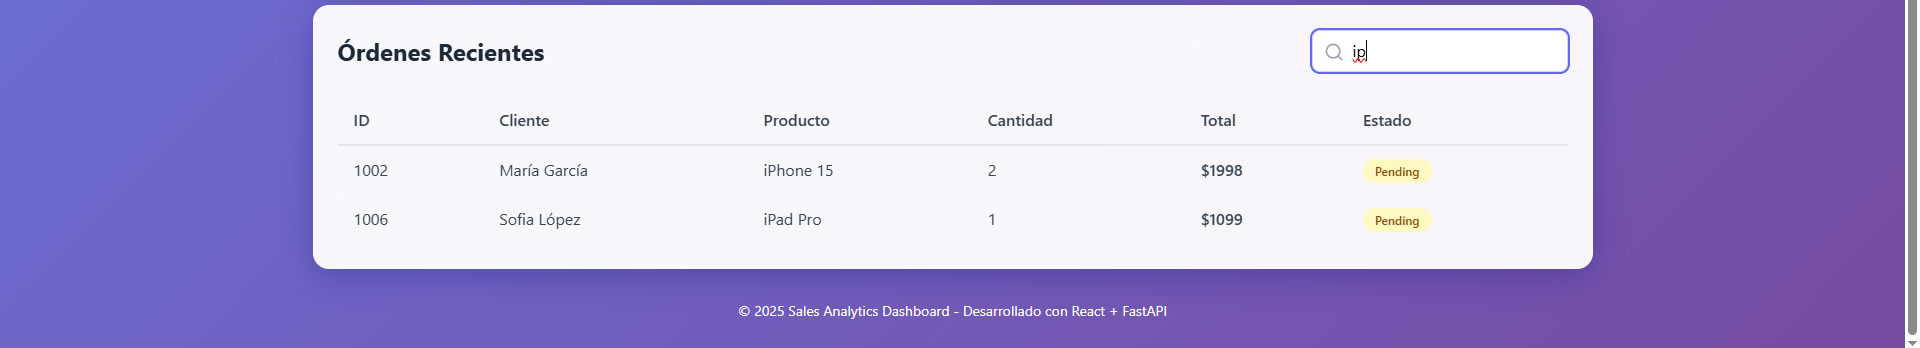 Órdenes Recientes
ip
ID Cliente Producto Cantidad Total Estado
1002 María García iPhone 15 2 $1998 Pending
1006 Sofia López iPad Pro 1 $1099 Pending
© 2025 Sales Analytics Dashboard - Desarrollado con React + FastAPI